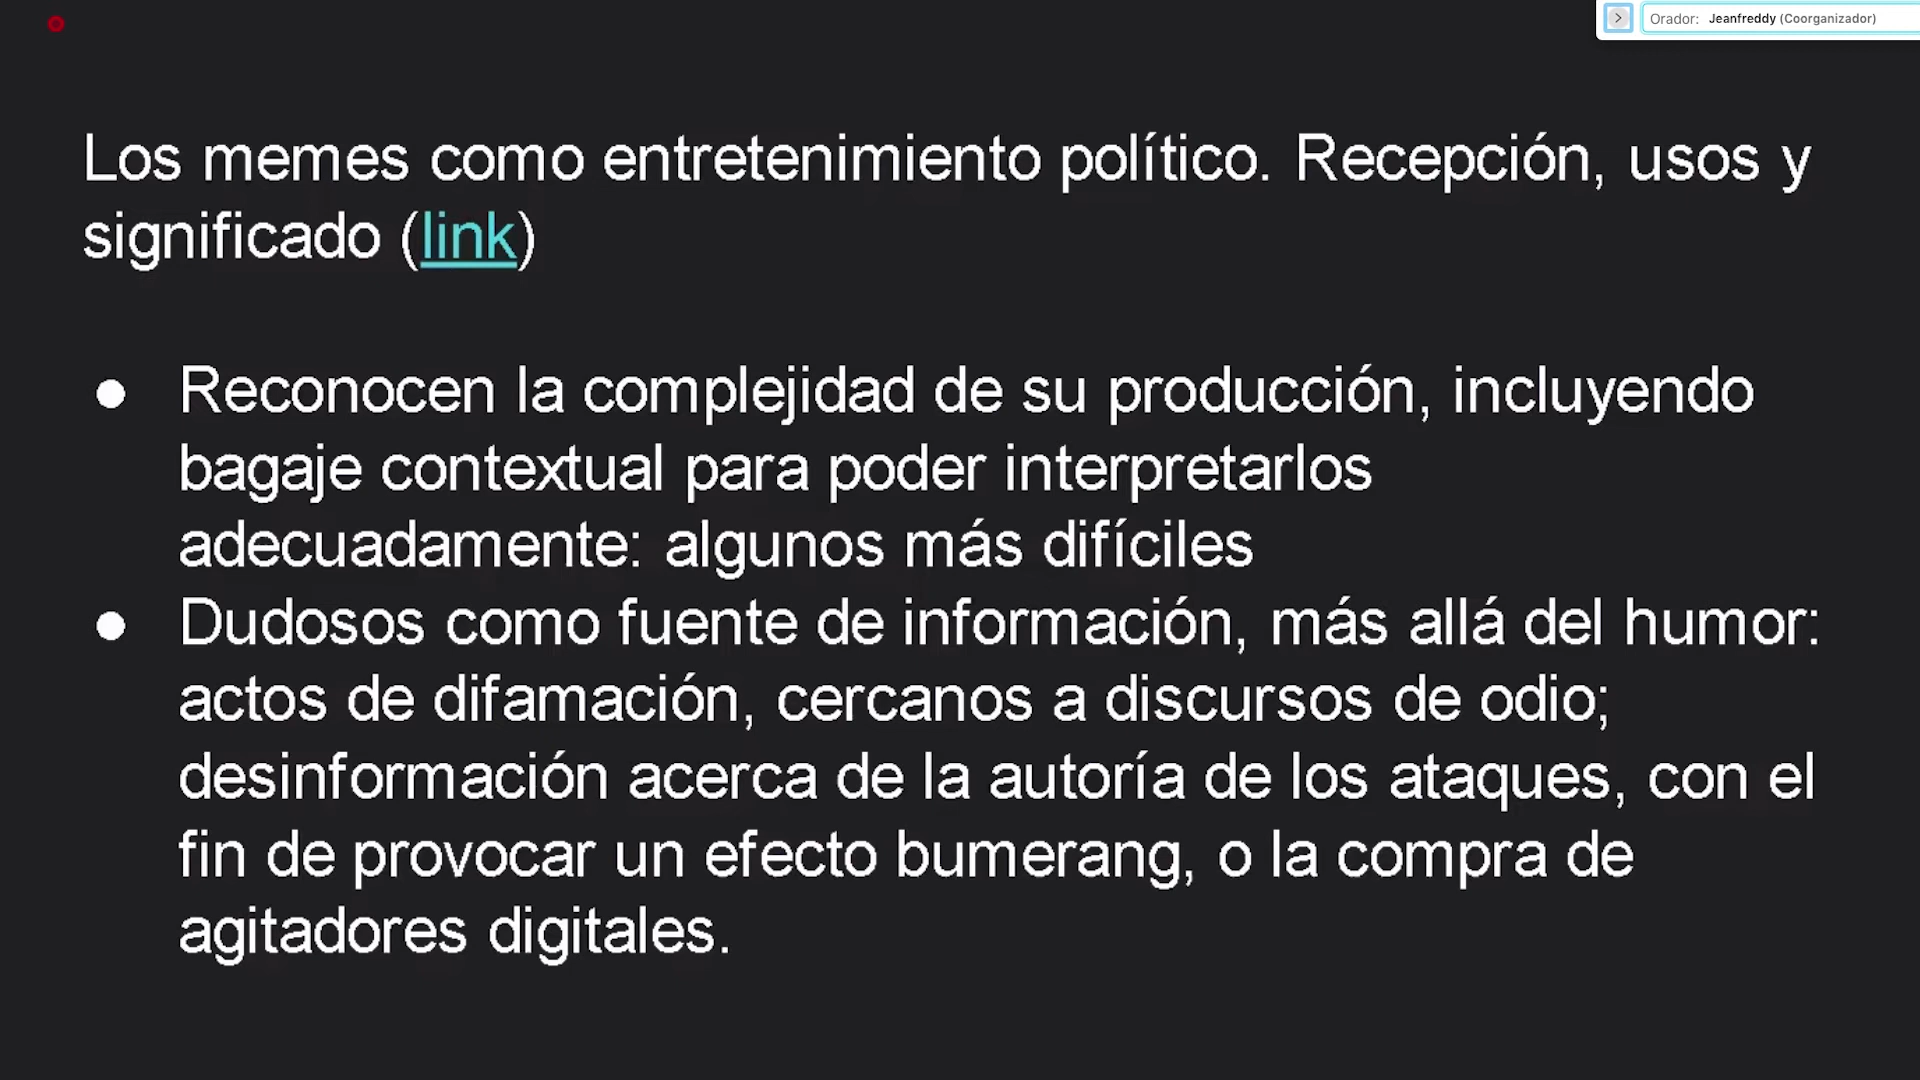 Orador: Jeanfreddy (Coorganizador)
Los memes como entretenimiento político. Recepción, usos y
significado (link)
● Reconocen la complejidad de su producción, incluyendo
bagaje contextual para poder interpretarlos
adecuadamente: algunos más difíciles
● Dudosos como fuente de información, más allá del humor:
actos de difamación, cercanos a discursos de odio;
desinformación acerca de la autoría de los ataques, con el
fin de provocar un efecto bumerang, o la compra de
agitadores digitales.